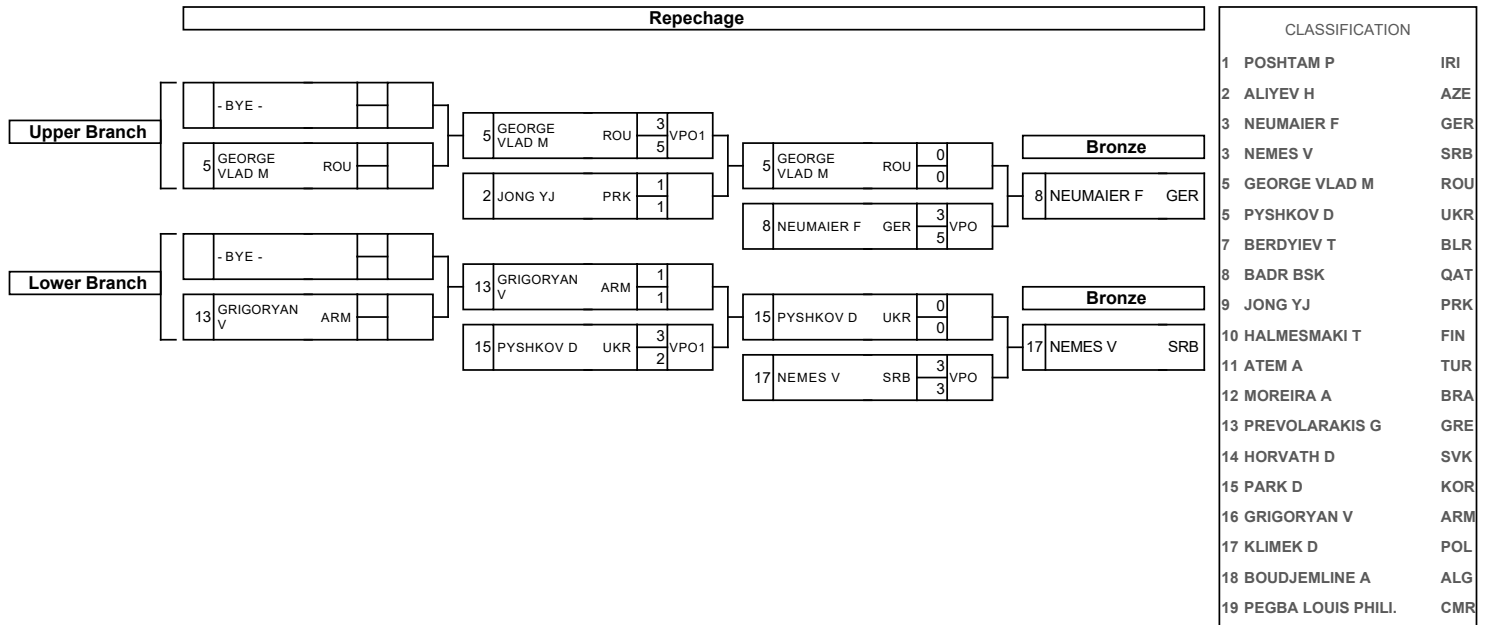 Repechage
Upper Branch
- BYE -
5 GEORGE VLAD M ROU
5 GEORGE VLAD M ROU 3 5 VPO1
2 JONG YJ PRK 1 1
5 GEORGE VLAD M ROU 0 0
8 NEUMAIER F GER 3 5 VPO
Bronze
8 NEUMAIER F GER
Lower Branch
- BYE -
13 GRIGORYAN V ARM
13 GRIGORYAN V ARM 1 1
15 PYSHKOV D UKR 3 2 VPO1
15 PYSHKOV D UKR 0 0
17 NEMES V SRB 3 3 VPO
Bronze
17 NEMES V SRB
CLASSIFICATION
1 POSHTAM P IRI
2 ALIYEV H AZE
3 NEUMAIER F GER
3 NEMES V SRB
5 GEORGE VLAD M ROU
5 PYSHKOV D UKR
7 BERDYIEV T BLR
8 BADR BSK QAT
9 JONG YJ PRK
10 HALMESMAKI T FIN
11 ATEM A TUR
12 MOREIRA A BRA
13 PREVOLARAKIS G GRE
14 HORVATH D SVK
15 PARK D KOR
16 GRIGORYAN V ARM
17 KLIMEK D POL
18 BOUDJEMLINE A ALG
19 PEGBA LOUIS PHILI. CMR